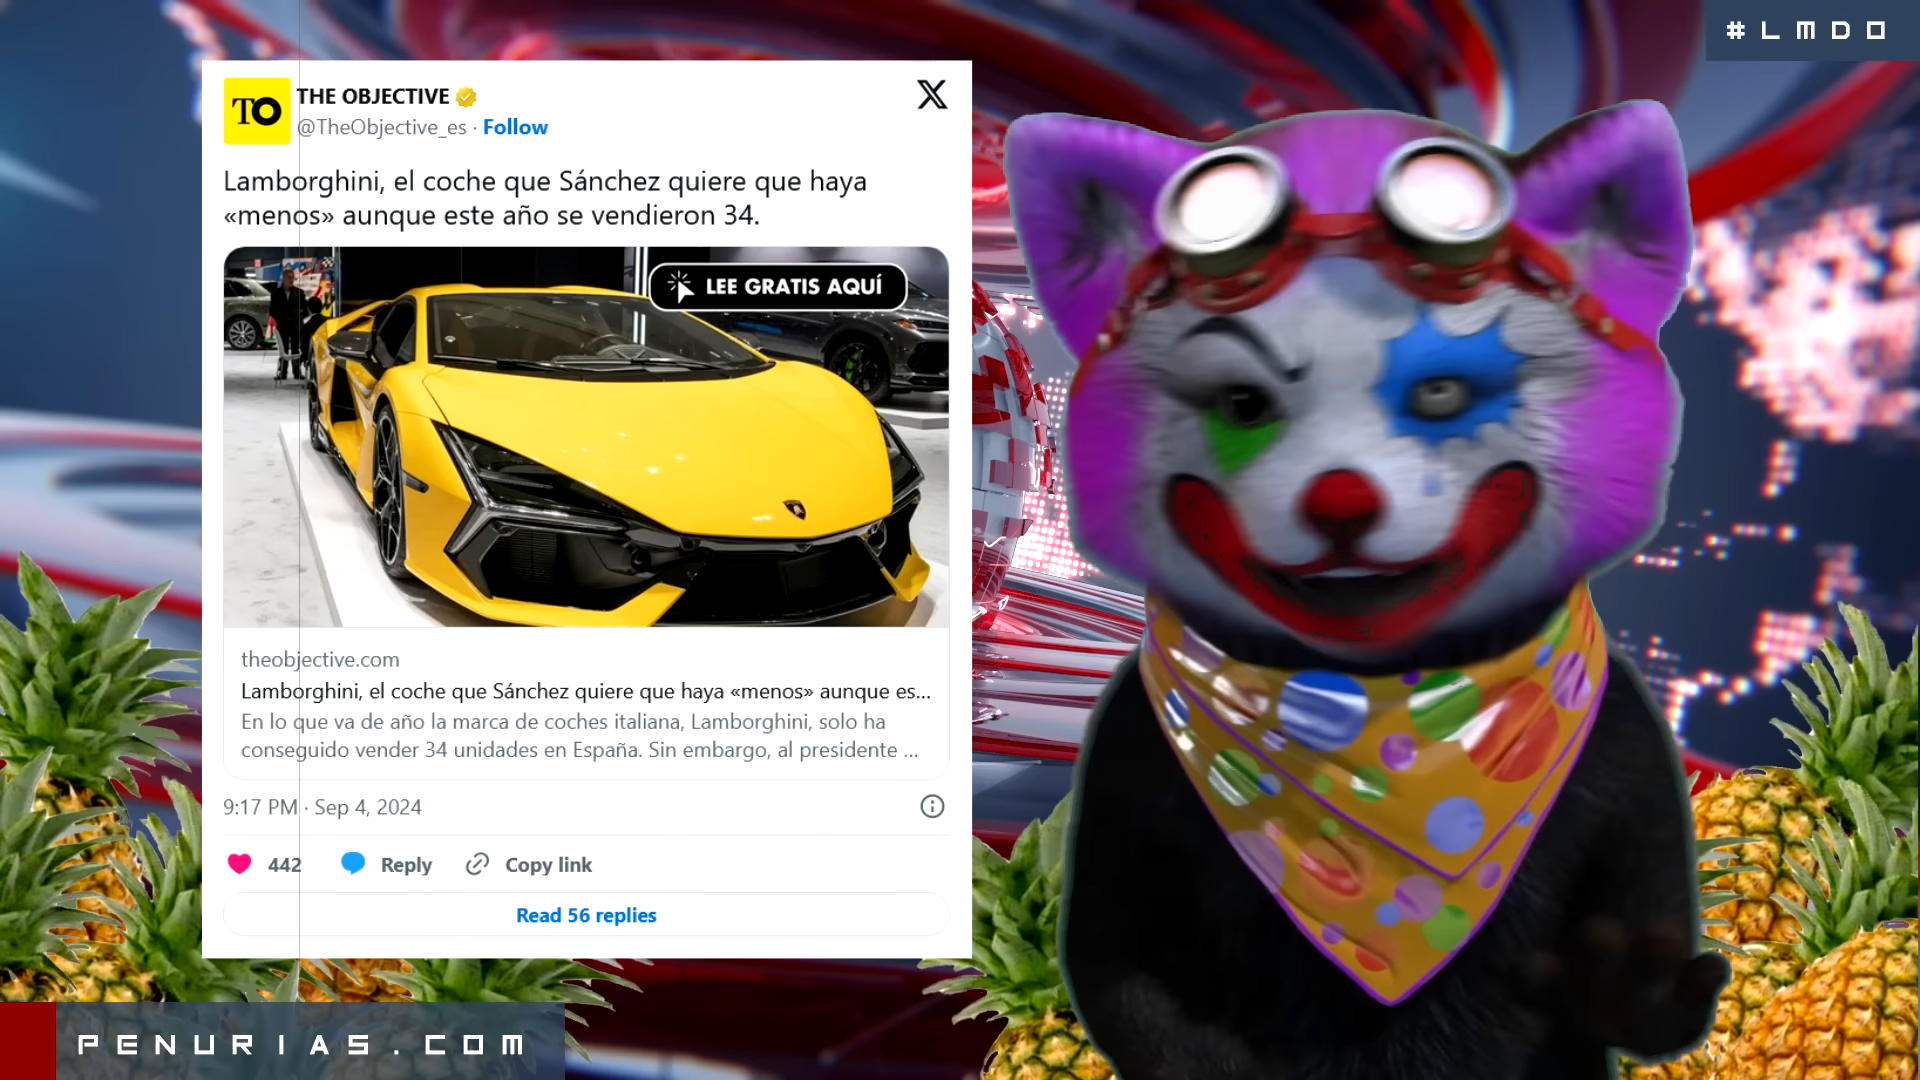 #LMDO
TO
THE OBJECTIVE
@TheObjective_es · Follow
Lamborghini, el coche que Sánchez quiere que haya
«menos» aunque este año se vendieron 34.
LEE GRATIS AQUÍ
theobjective.com
Lamborghini, el coche que Sánchez quiere que haya «menos» aunque es...
En lo que va de año la marca de coches italiana, Lamborghini, solo ha
conseguido vender 34 unidades en España. Sin embargo, al presidente ...
9:17 PM · Sep 4, 2024
442 Reply Copy link
Read 56 replies
PENURIAS.COM